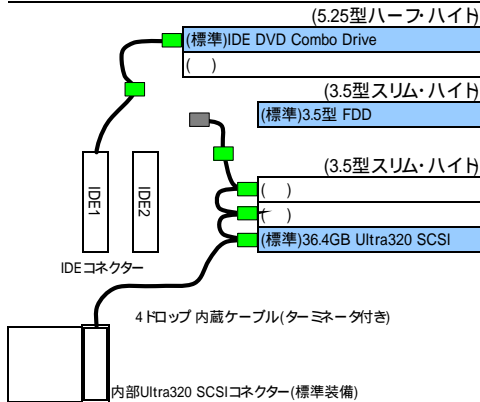 (5.25型ハーフ・ハイト)
(標準)IDE DVD Combo Drive
(　)
(3.5型スリム・ハイト)
(標準)3.5型 FDD
(3.5型スリム・ハイト)
(　)
(　)
(標準)36.4GB Ultra320 SCSI
IDE1
IDE2
IDEコネクター
4ドロップ 内蔵ケーブル(ターミネータ付き)
内部Ultra320 SCSIコネクター(標準装備)